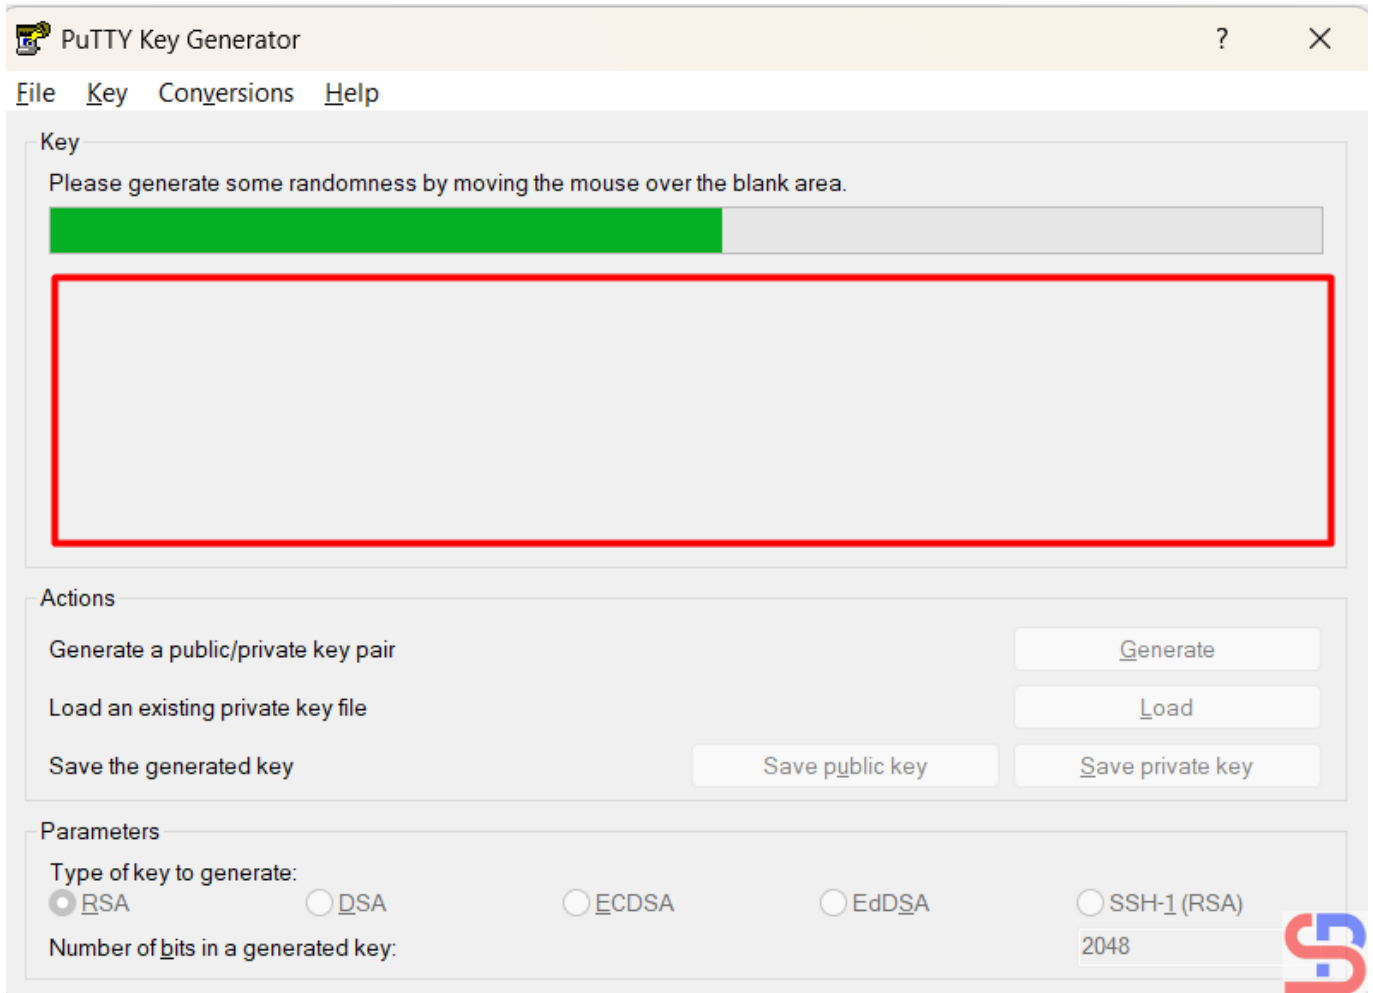 PuTTY Key Generator ?
File Key Conversions Help
Key
Please generate some randomness by moving the mouse over the blank area.
Actions
Generate a public/private key pair Generate
Load an existing private key file Load
Save the generated key Save public key Save private key
Parameters
Type of key to generate:
RSA DSA ECDSA EdDSA SSH-1 (RSA)
Number of bits in a generated key: 2048